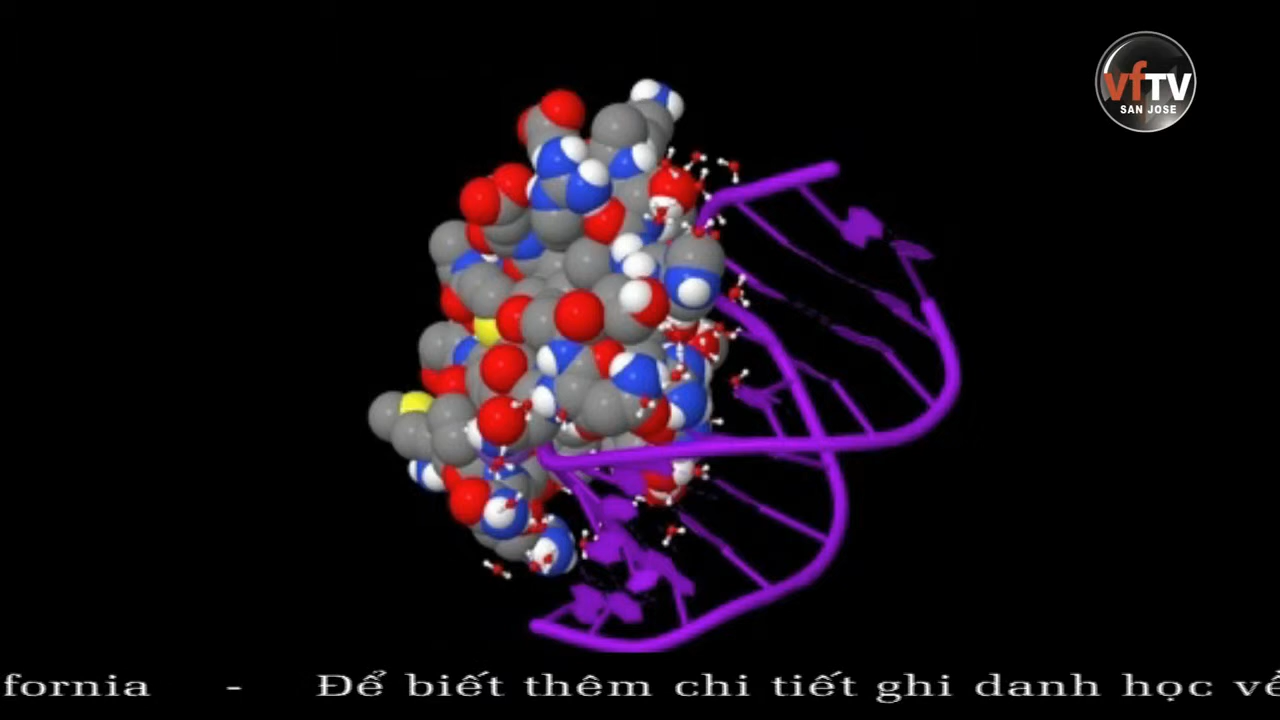 vfTV
SAN JOSE
fornia - Để biết thêm chi tiết ghi danh học về